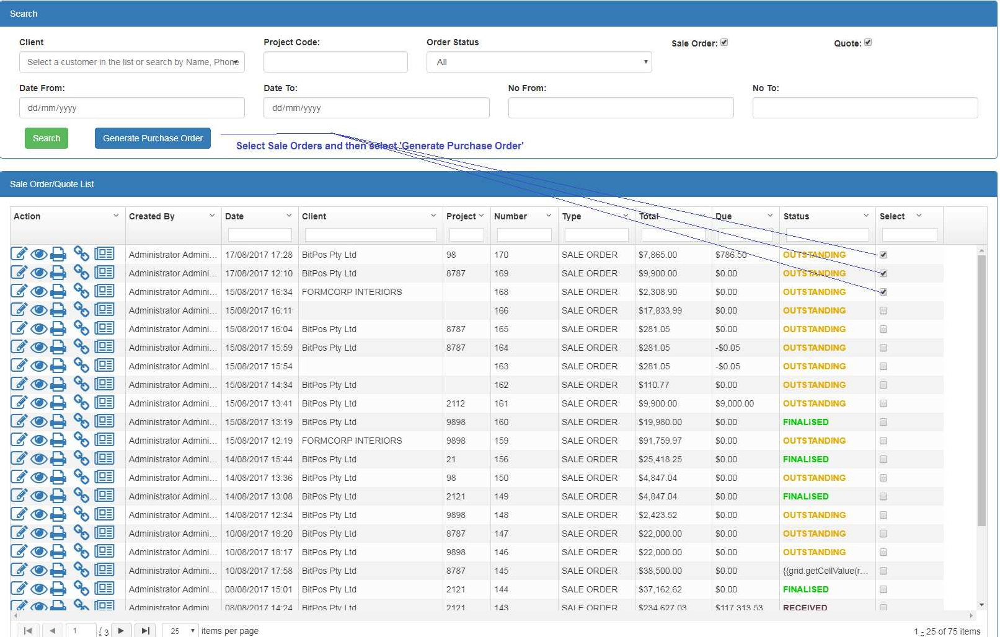 Search
Client Project Code: Order Status Sale Order: Quote:
Select a customer in the list or search by Name, Phone All
Date From: Date To: No From: No To:
dd/mm/yyyy dd/mm/yyyy
Search Generate Purchase Order
Select Sale Orders and then select 'Generate Purchase Order'
Sale Order/Quote List
Action Created By Date Client Project Number Type Total Due Status Select
Administrator Admini... 17/08/2017 17:28 BitPos Pty Ltd 98 170 SALE ORDER $7,865.00 $786.50 OUTSTANDING
Administrator Admini... 17/08/2017 12:10 BitPos Pty Ltd 8787 169 SALE ORDER $9,900.00 $0.00 OUTSTANDING
Administrator Admini... 15/08/2017 16:34 FORMCORP INTERIORS 168 SALE ORDER $2,308.90 $0.00 OUTSTANDING
Administrator Admini... 15/08/2017 16:11 166 SALE ORDER $17,833.99 $0.00 OUTSTANDING
Administrator Admini... 15/08/2017 16:04 BitPos Pty Ltd 8787 165 SALE ORDER $281.05 $0.00 OUTSTANDING
Administrator Admini... 15/08/2017 15:59 BitPos Pty Ltd 8787 164 SALE ORDER $281.05 -$0.05 OUTSTANDING
Administrator Admini... 15/08/2017 15:54 163 SALE ORDER $281.05 -$0.05 OUTSTANDING
Administrator Admini... 15/08/2017 14:34 BitPos Pty Ltd 162 SALE ORDER $110.77 $0.00 OUTSTANDING
Administrator Admini... 15/08/2017 13:41 BitPos Pty Ltd 2112 161 SALE ORDER $9,900.00 $9,000.00 OUTSTANDING
Administrator Admini... 15/08/2017 13:19 BitPos Pty Ltd 9898 160 SALE ORDER $19,980.00 $0.00 FINALISED
Administrator Admini... 15/08/2017 12:19 FORMCORP INTERIORS 9898 159 SALE ORDER $91,759.97 $0.00 OUTSTANDING
Administrator Admini... 14/08/2017 15:44 BitPos Pty Ltd 21 156 SALE ORDER $25,418.25 $0.00 FINALISED
Administrator Admini... 14/08/2017 13:36 BitPos Pty Ltd 98 150 SALE ORDER $4,847.04 $0.00 OUTSTANDING
Administrator Admini... 14/08/2017 13:08 BitPos Pty Ltd 2121 149 SALE ORDER $4,847.04 $0.00 FINALISED
Administrator Admini... 14/08/2017 12:34 BitPos Pty Ltd 9898 148 SALE ORDER $2,423.52 $0.00 OUTSTANDING
Administrator Admini... 10/08/2017 18:20 BitPos Pty Ltd 8787 147 SALE ORDER $22,000.00 $0.00 OUTSTANDING
Administrator Admini... 10/08/2017 18:17 BitPos Pty Ltd 9898 146 SALE ORDER $22,000.00 $0.00 OUTSTANDING
Administrator Admini... 10/08/2017 17:58 BitPos Pty Ltd 8787 145 SALE ORDER $38,500.00 $0.00 {{grid.getCellValue(r...
Administrator Admini... 08/08/2017 15:01 BitPos Pty Ltd 2121 144 SALE ORDER $37,162.62 $0.00 FINALISED
Administrator Admini... 08/08/2017 14:24 BitPos Pty Ltd 2121 143 SALE ORDER $234,627.03 $117,313.53 RECEIVED
1 / 3 25 items per page 1 - 25 of 75 items